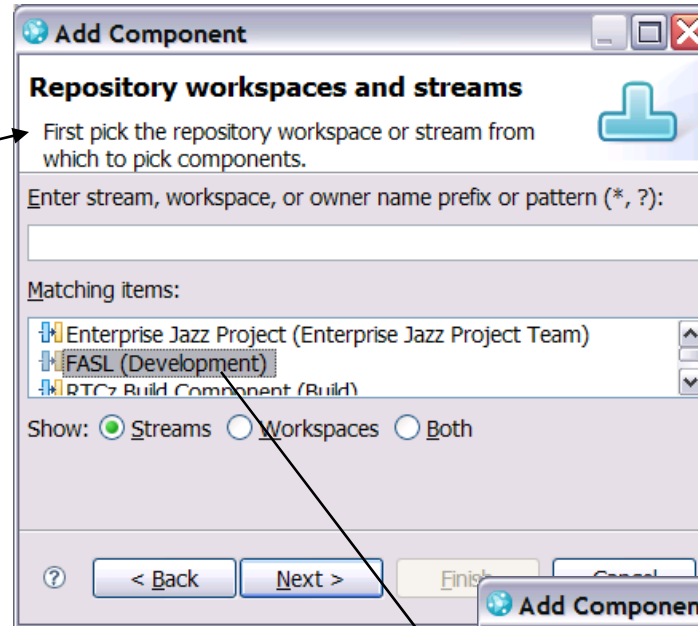 Add Component
Repository workspaces and streams
First pick the repository workspace or stream from
which to pick components.
Enter stream, workspace, or owner name prefix or pattern (*, ?):
Matching items:
Enterprise Jazz Project (Enterprise Jazz Project Team)
FASL (Development)
RTCz Build Component (Build)
Show: Streams Workspaces Both
? < Back Next > Finish Cancel
Add Componen